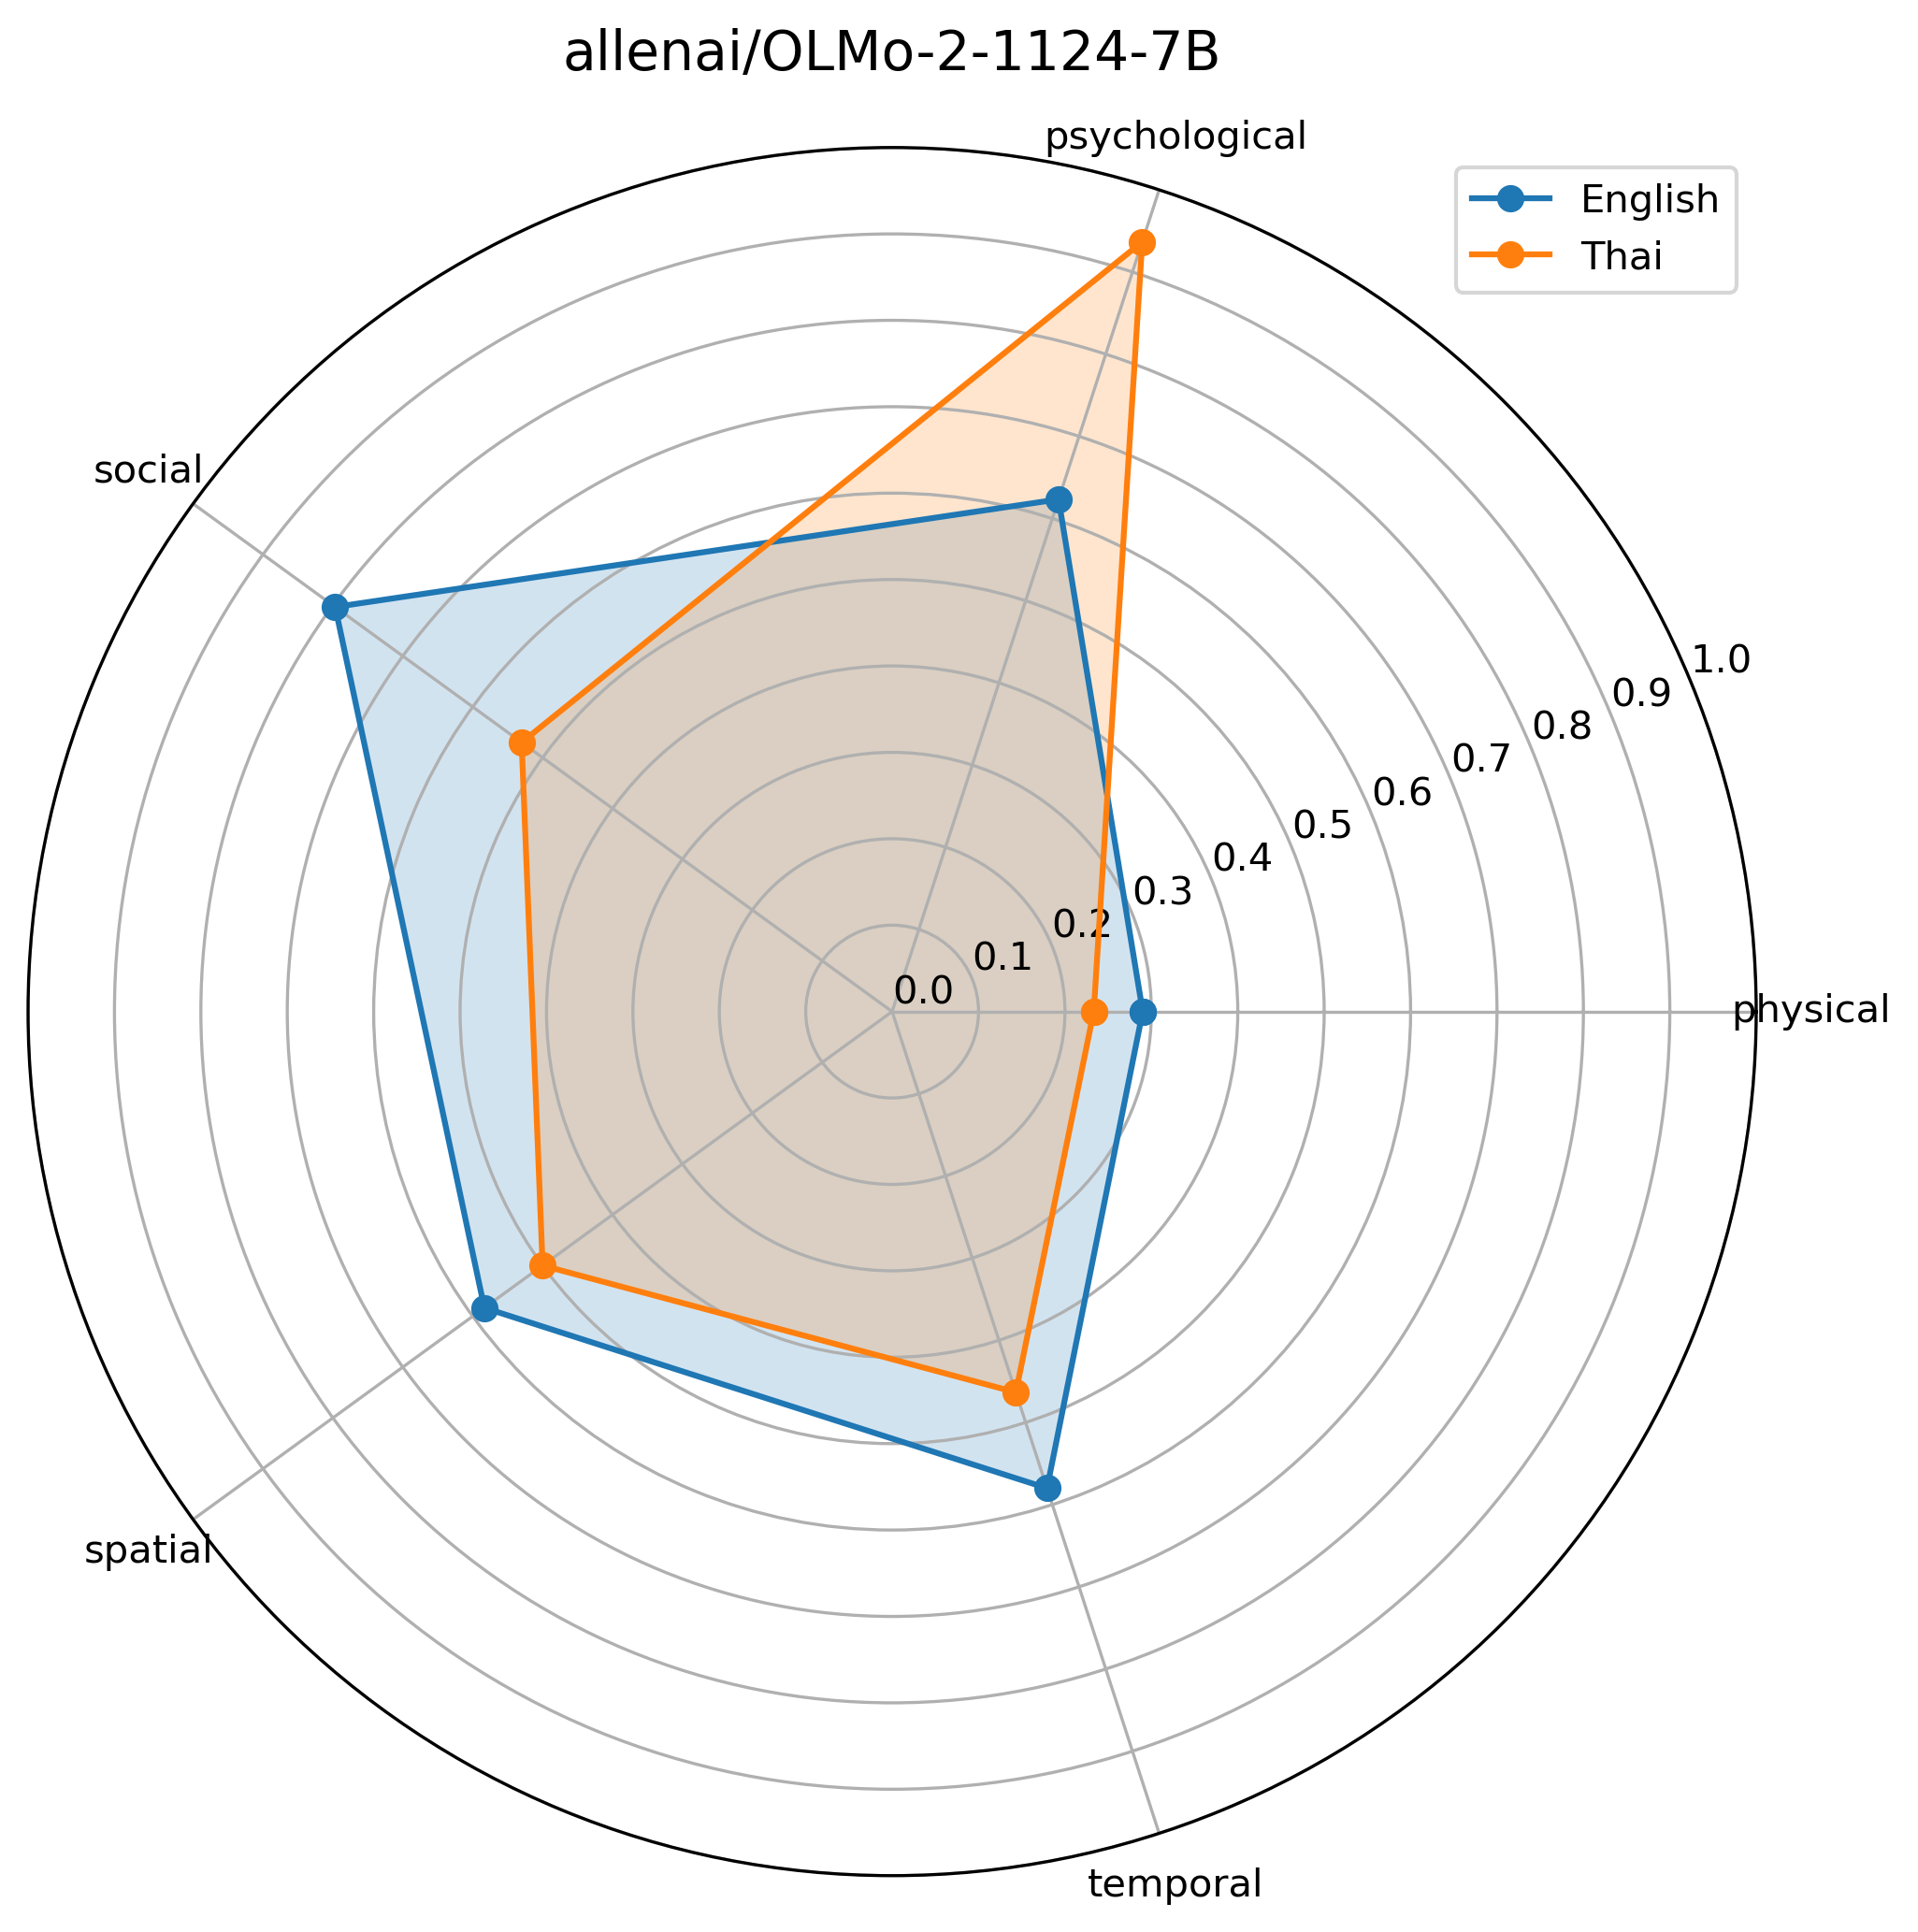 allenai/OLMo-2-1124-7B
psychological
English
Thai
social
1.0
0.9
0.8
0.7
0.6
0.5
0.4
0.3
0.2
0.1
0.0
physical
spatial
temporal